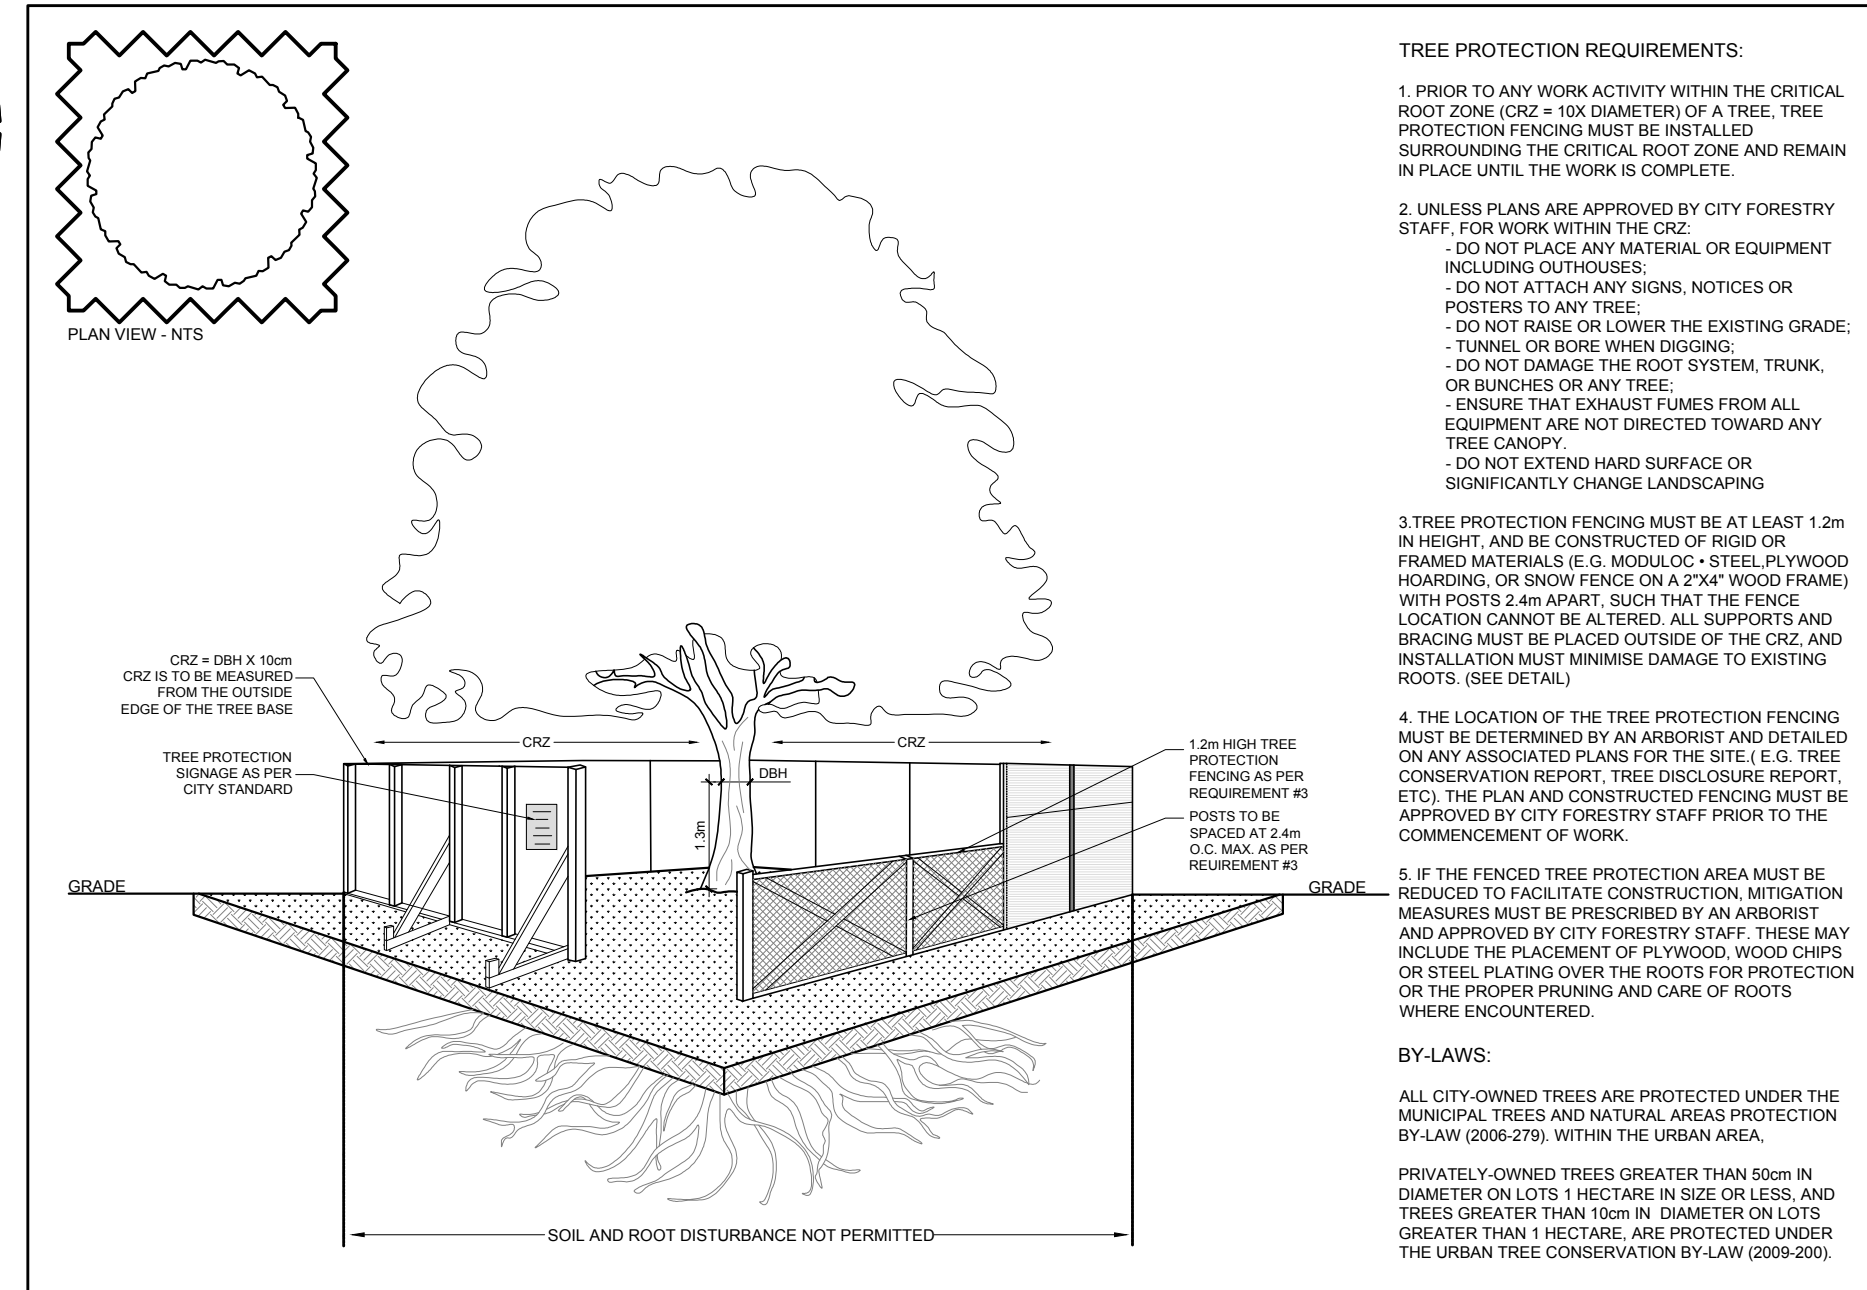 PLAN VIEW - NTS
CRZ = DBH X 10cm
CRZ IS TO BE MEASURED
FROM THE OUTSIDE
EDGE OF THE TREE BASE
TREE PROTECTION
SIGNAGE AS PER
CITY STANDARD
CRZ
CRZ
DBH
1.3m
1.2m HIGH TREE
PROTECTION
FENCING AS PER
REQUIREMENT #3
POSTS TO BE
SPACED AT 2.4m
O.C. MAX. AS PER
REUIREMENT #3
GRADE
GRADE
SOIL AND ROOT DISTURBANCE NOT PERMITTED
TREE PROTECTION REQUIREMENTS:
1. PRIOR TO ANY WORK ACTIVITY WITHIN THE CRITICAL
ROOT ZONE (CRZ = 10X DIAMETER) OF A TREE, TREE
PROTECTION FENCING MUST BE INSTALLED
SURROUNDING THE CRITICAL ROOT ZONE AND REMAIN
IN PLACE UNTIL THE WORK IS COMPLETE.
2. UNLESS PLANS ARE APPROVED BY CITY FORESTRY
STAFF, FOR WORK WITHIN THE CRZ:
- DO NOT PLACE ANY MATERIAL OR EQUIPMENT
INCLUDING OUTHOUSES;
- DO NOT ATTACH ANY SIGNS, NOTICES OR
POSTERS TO ANY TREE;
- DO NOT RAISE OR LOWER THE EXISTING GRADE;
- TUNNEL OR BORE WHEN DIGGING;
- DO NOT DAMAGE THE ROOT SYSTEM, TRUNK,
OR BUNCHES OR ANY TREE;
- ENSURE THAT EXHAUST FUMES FROM ALL
EQUIPMENT ARE NOT DIRECTED TOWARD ANY
TREE CANOPY.
- DO NOT EXTEND HARD SURFACE OR
SIGNIFICANTLY CHANGE LANDSCAPING
3.TREE PROTECTION FENCING MUST BE AT LEAST 1.2m
IN HEIGHT, AND BE CONSTRUCTED OF RIGID OR
FRAMED MATERIALS (E.G. MODULOC • STEEL,PLYWOOD
HOARDING, OR SNOW FENCE ON A 2"X4" WOOD FRAME)
WITH POSTS 2.4m APART, SUCH THAT THE FENCE
LOCATION CANNOT BE ALTERED. ALL SUPPORTS AND
BRACING MUST BE PLACED OUTSIDE OF THE CRZ, AND
INSTALLATION MUST MINIMISE DAMAGE TO EXISTING
ROOTS. (SEE DETAIL)
4. THE LOCATION OF THE TREE PROTECTION FENCING
MUST BE DETERMINED BY AN ARBORIST AND DETAILED
ON ANY ASSOCIATED PLANS FOR THE SITE.( E.G. TREE
CONSERVATION REPORT, TREE DISCLOSURE REPORT,
ETC). THE PLAN AND CONSTRUCTED FENCING MUST BE
APPROVED BY CITY FORESTRY STAFF PRIOR TO THE
COMMENCEMENT OF WORK.
5. IF THE FENCED TREE PROTECTION AREA MUST BE
REDUCED TO FACILITATE CONSTRUCTION, MITIGATION
MEASURES MUST BE PRESCRIBED BY AN ARBORIST
AND APPROVED BY CITY FORESTRY STAFF. THESE MAY
INCLUDE THE PLACEMENT OF PLYWOOD, WOOD CHIPS
OR STEEL PLATING OVER THE ROOTS FOR PROTECTION
OR THE PROPER PRUNING AND CARE OF ROOTS
WHERE ENCOUNTERED.
BY-LAWS:
ALL CITY-OWNED TREES ARE PROTECTED UNDER THE
MUNICIPAL TREES AND NATURAL AREAS PROTECTION
BY-LAW (2006-279). WITHIN THE URBAN AREA,
PRIVATELY-OWNED TREES GREATER THAN 50cm IN
DIAMETER ON LOTS 1 HECTARE IN SIZE OR LESS, AND
TREES GREATER THAN 10cm IN DIAMETER ON LOTS
GREATER THAN 1 HECTARE, ARE PROTECTED UNDER
THE URBAN TREE CONSERVATION BY-LAW (2009-200).